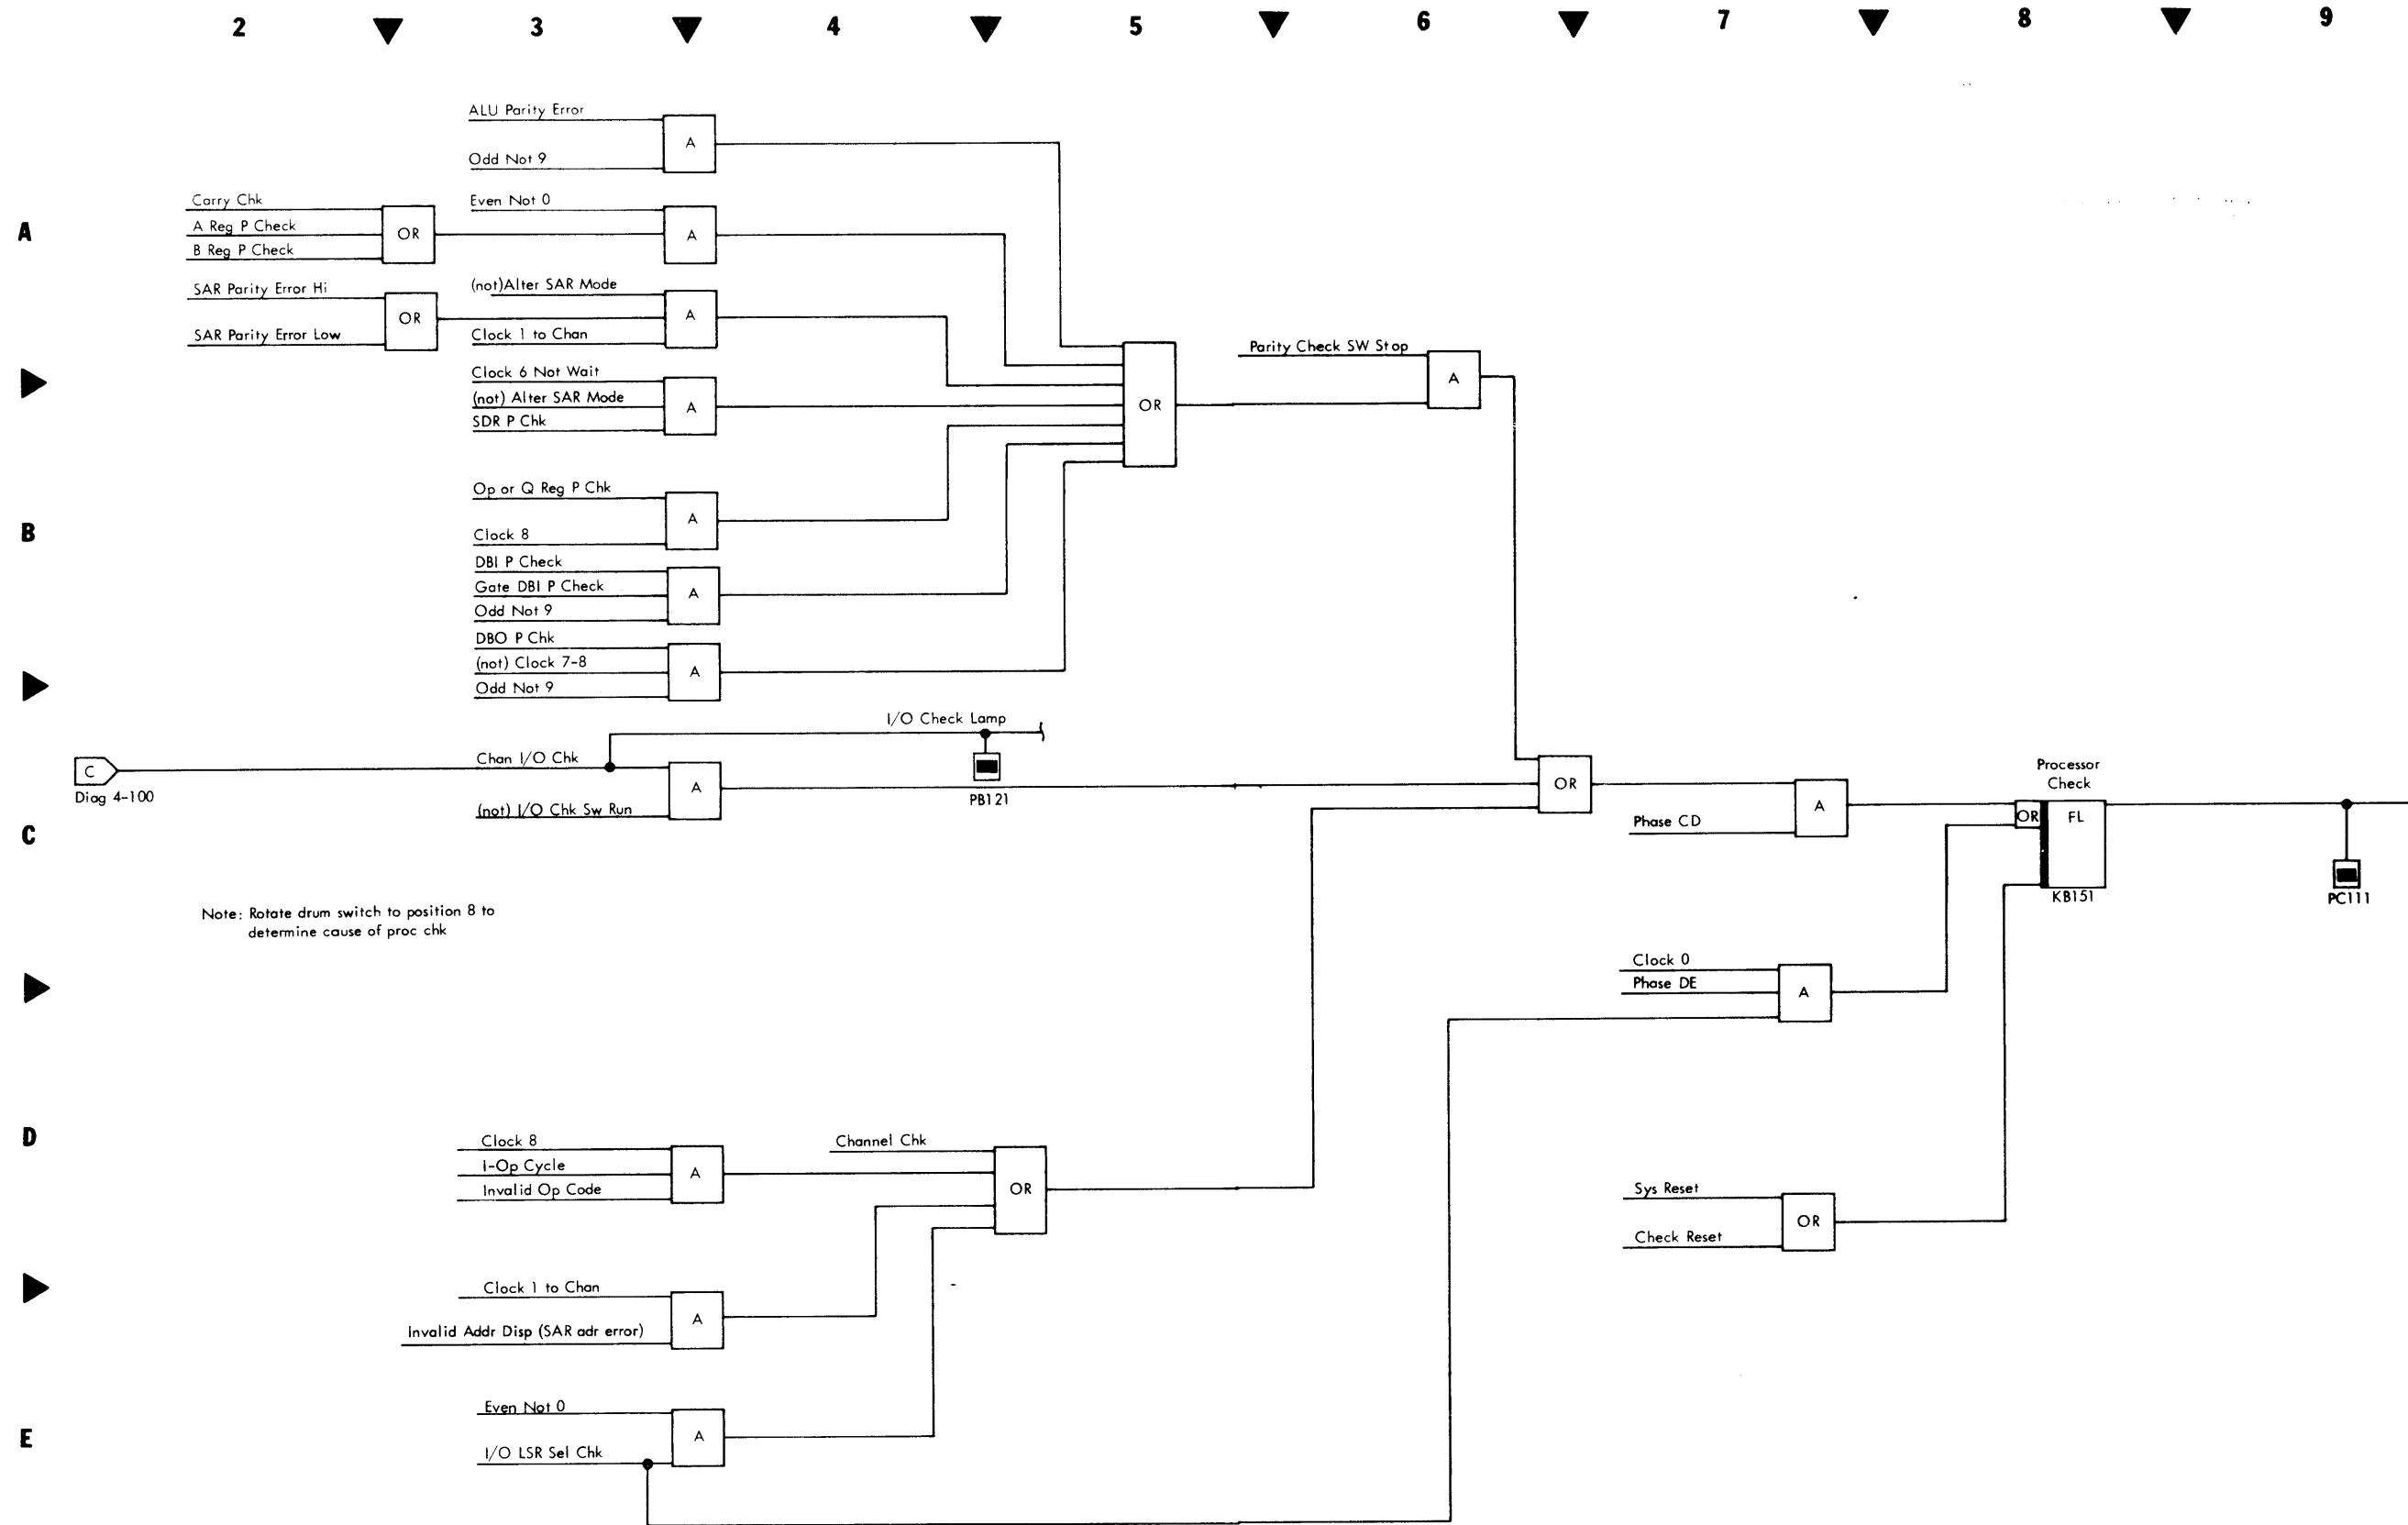 2 3 4 5 6 7 8 9
ALU Parity Error
A
Odd Not 9
Carry Chk
A Reg P Check
B Reg P Check
OR
Even Not 0
A
A
SAR Parity Error Hi
SAR Parity Error Low
OR
(not)Alter SAR Mode
Clock 1 to Chan
A
Clock 6 Not Wait
(not) Alter SAR Mode
SDR P Chk
A
OR
Parity Check SW Stop
A
B
Op or Q Reg P Chk
Clock 8
A
DBI P Check
Gate DBI P Check
Odd Not 9
A
DBO P Chk
(not) Clock 7-8
Odd Not 9
A
I/O Check Lamp
PB121
C
Diag 4-100
Chan I/O Chk
(not) I/O Chk Sw Run
A
OR
Phase CD
A
Processor
Check
OR
FL
KB151
PC111
C
Note: Rotate drum switch to position 8 to
determine cause of proc chk
Clock 0
Phase DE
A
D
Clock 8
I-Op Cycle
Invalid Op Code
A
Channel Chk
OR
Sys Reset
Check Reset
OR
Clock 1 to Chan
Invalid Addr Disp (SAR adr error)
A
E
Even Not 0
I/O LSR Sel Chk
A